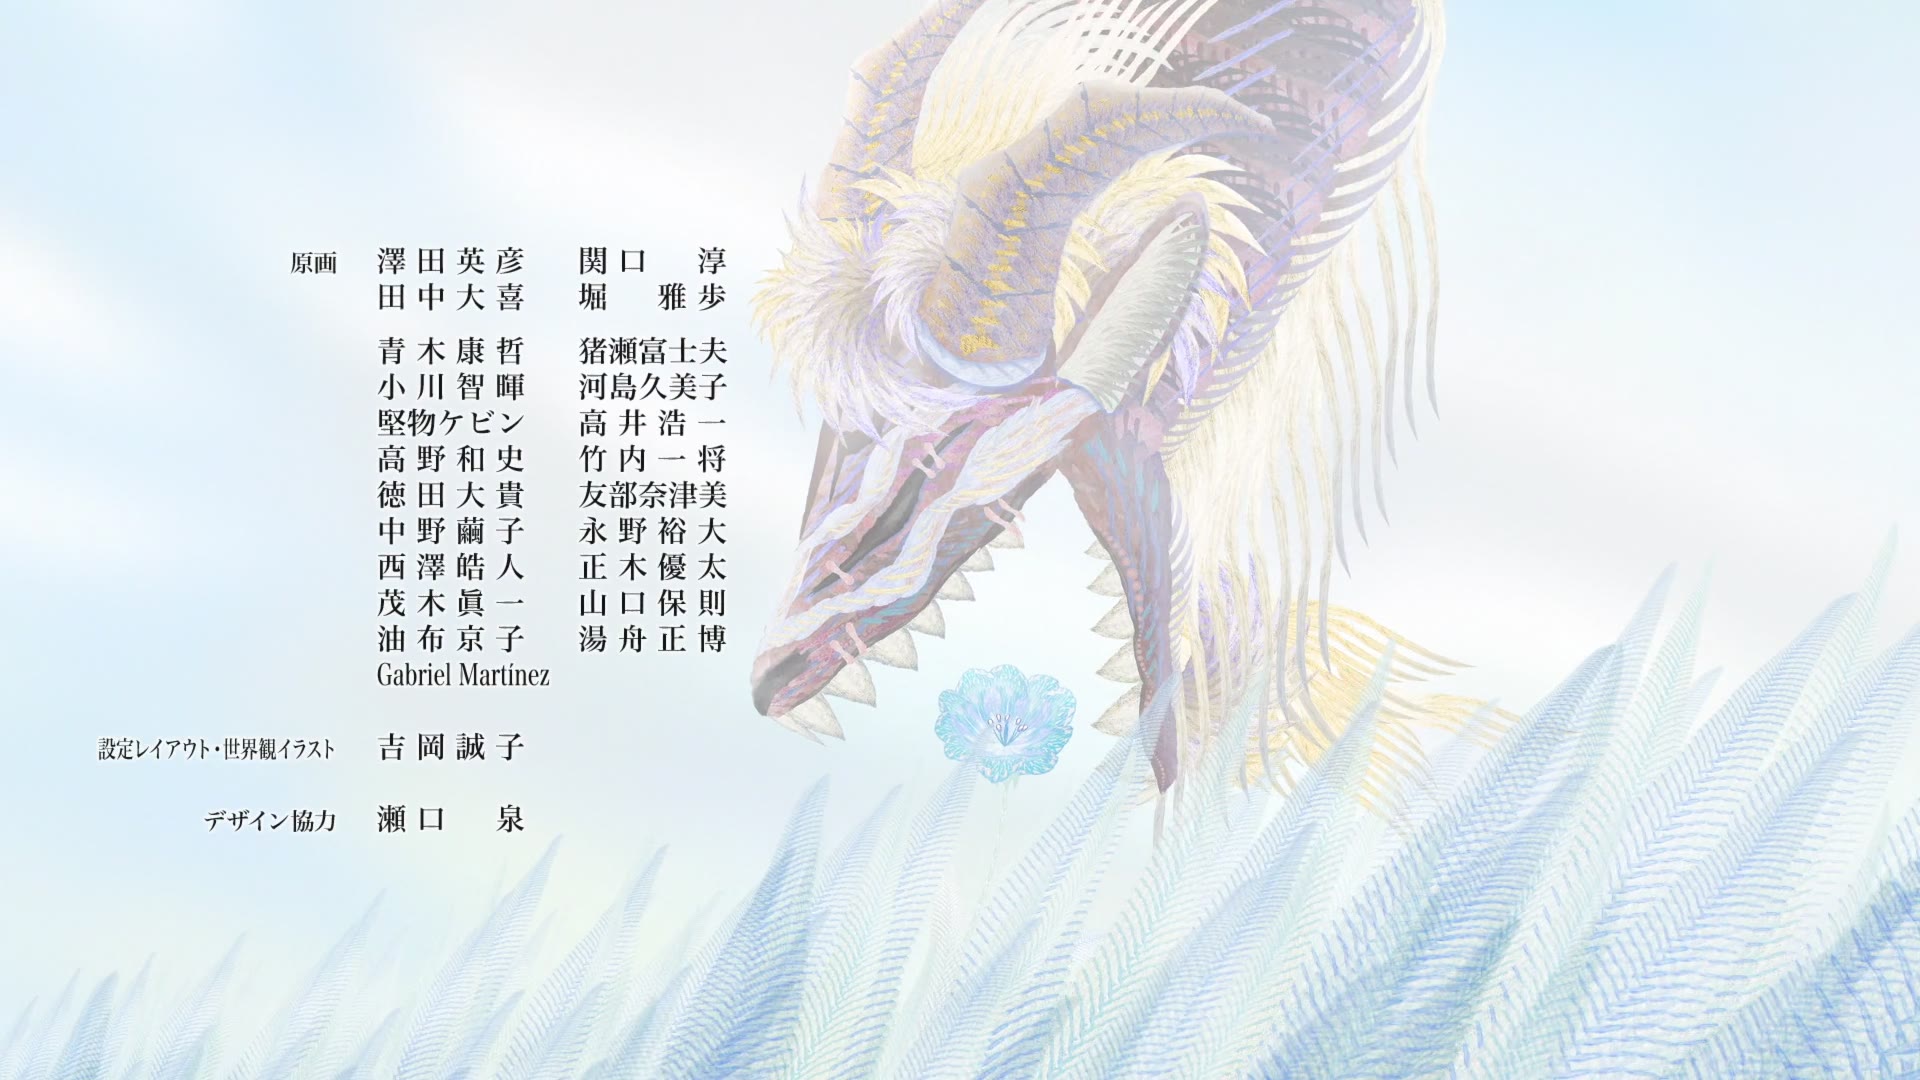 原画 澤田英彦 関口 淳
田中大喜 堀 雅歩
青木康哲 猪瀬富士夫
小川智暉 河島久美子
堅物ケビン 高井浩一
高野和史 竹内一将
徳田大貴 友部奈津美
中野繭子 永野裕大
西澤皓人 正木優太
茂木眞一 山口保則
油布京子 湯舟正博
Gabriel Martínez
設定レイアウト・世界観イラスト 吉岡誠子
デザイン協力 瀬口 泉